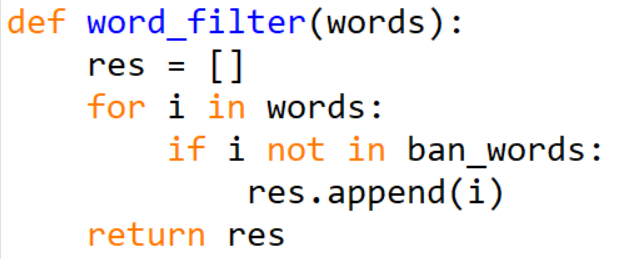 def word_filter(words):
    res = []
    for i in words:
        if i not in ban_words:
            res.append(i)
    return res